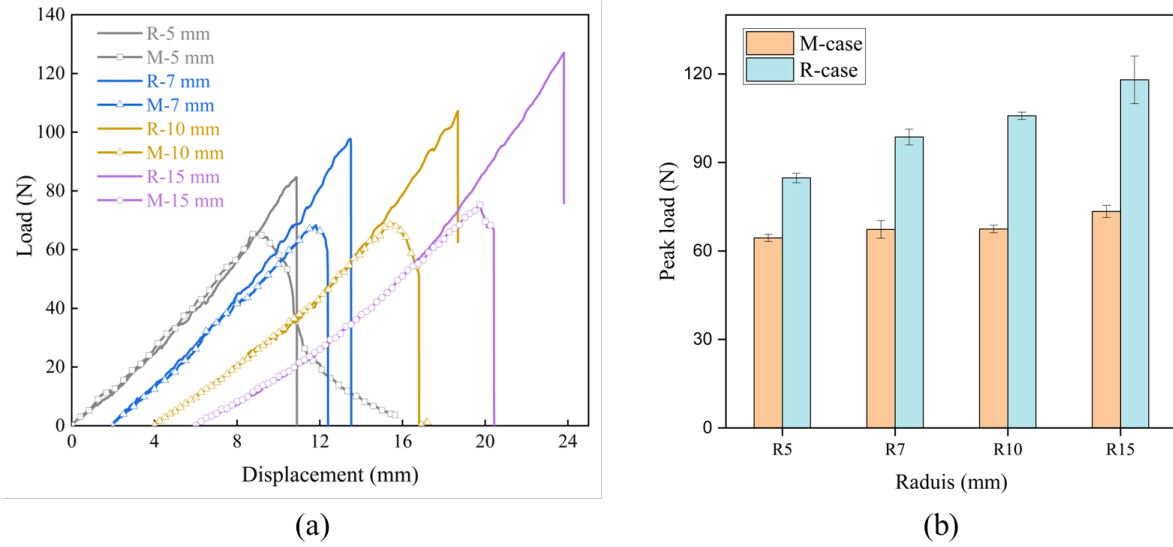 140
120
100
80
60
40
20
0
Load (N)
R-5 mm
M-5 mm
R-7 mm
M-7 mm
R-10 mm
M-10 mm
R-15 mm
M-15 mm
0 4 8 12 16 20 24
Displacement (mm)
(a)
120
90
60
30
0
Peak load (N)
M-case
R-case
R5 R7 R10 R15
Raduis (mm)
(b)